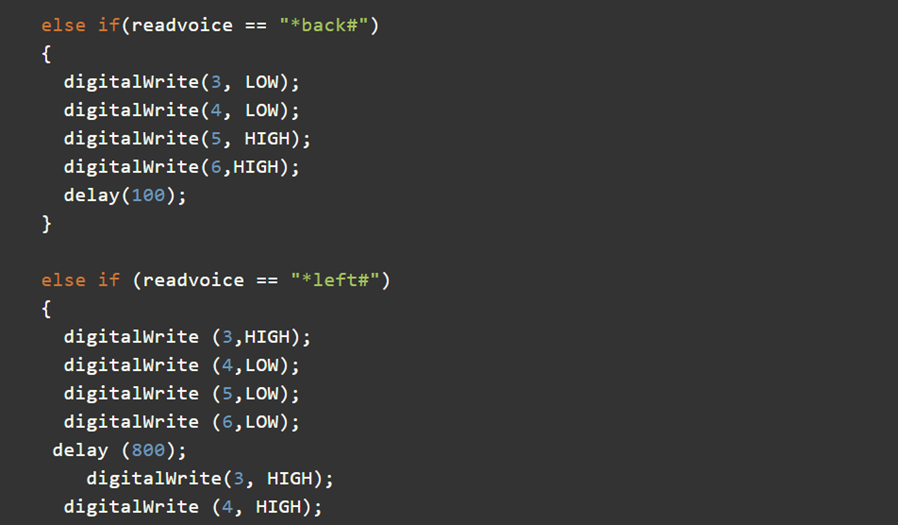 else if(readvoice == "*back#")
{
digitalWrite(3, LOW);
digitalWrite(4, LOW);
digitalWrite(5, HIGH);
digitalWrite(6,HIGH);
delay(100);
}
else if (readvoice == "*left#")
{
digitalWrite (3,HIGH);
digitalWrite (4,LOW);
digitalWrite (5,LOW);
digitalWrite (6,LOW);
delay (800);
digitalWrite(3, HIGH);
digitalWrite (4, HIGH);